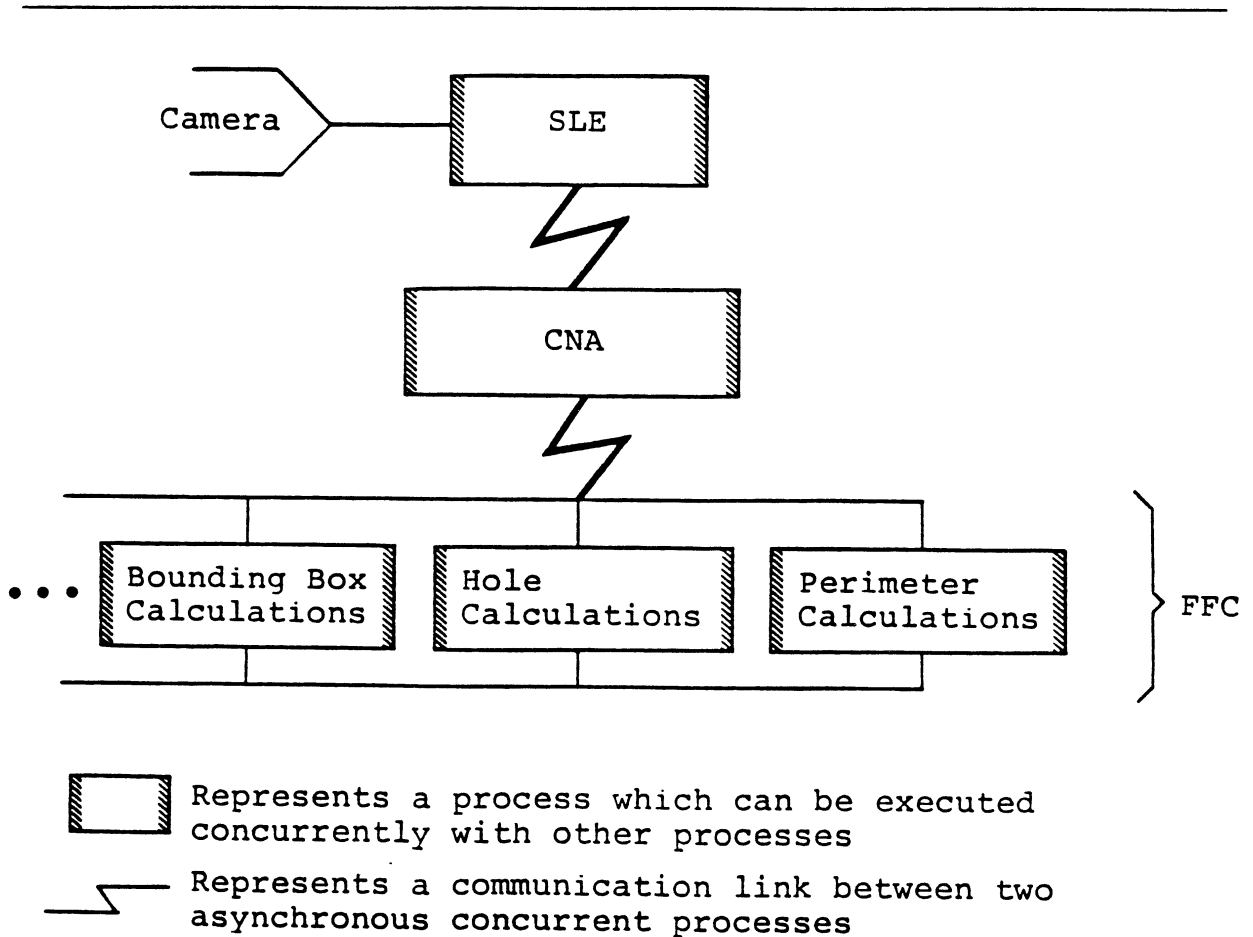 Camera
SLE
CNA
Bounding Box
Calculations
Hole
Calculations
Perimeter
Calculations
FFC
Represents a process which can be executed
concurrently with other processes
Represents a communication link between two
asynchronous concurrent processes